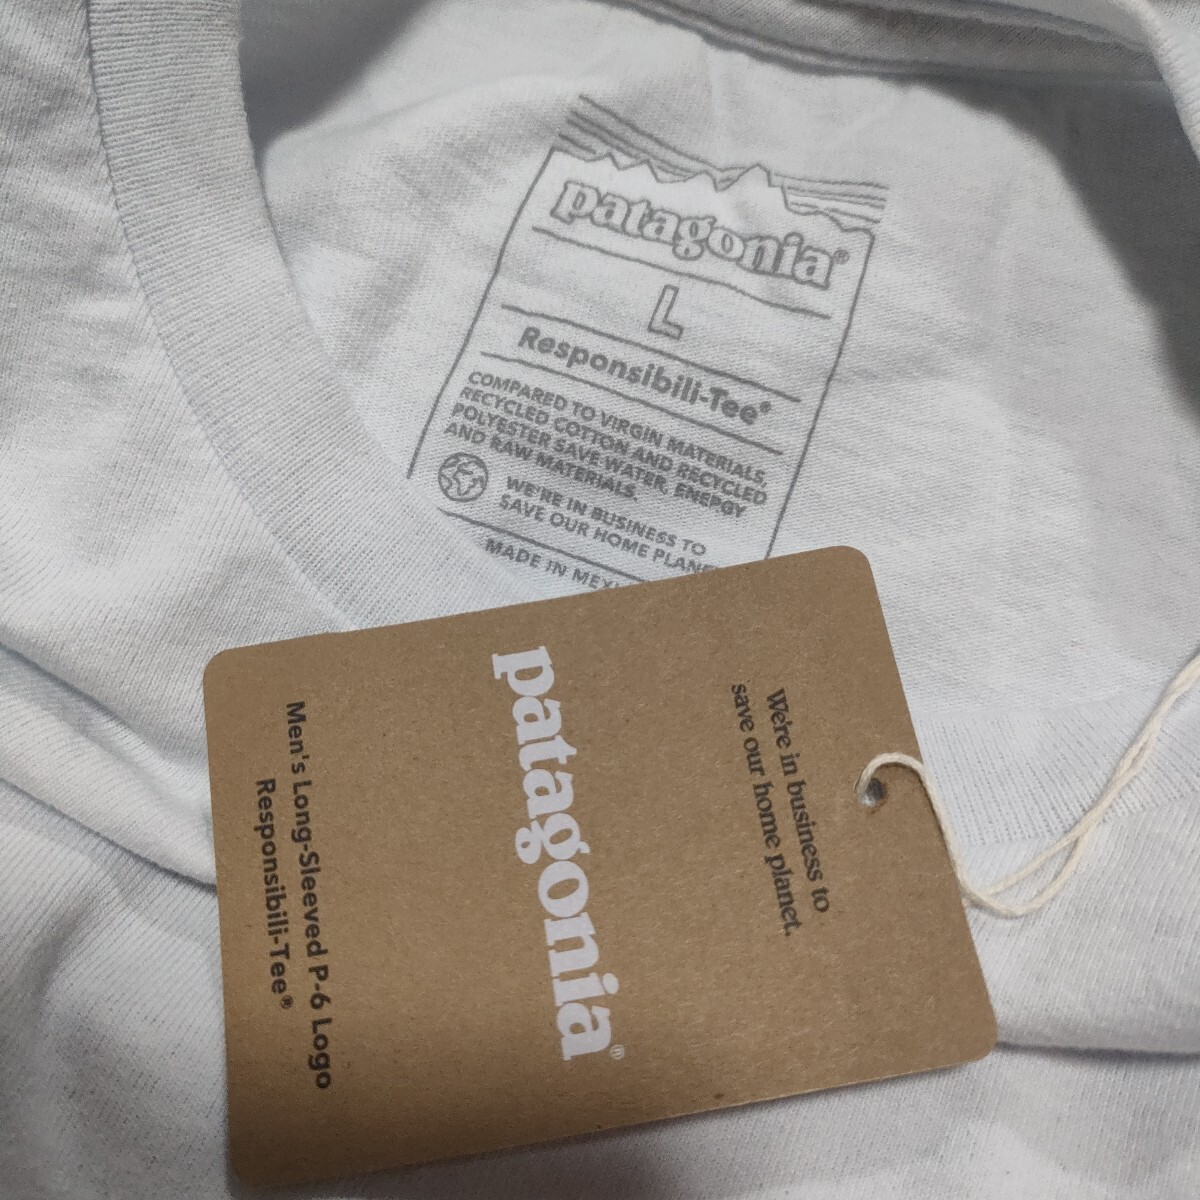 patagonia®
L
Responsibili-Tee®
COMPARED TO VIRGIN MATERIALS,
RECYCLED COTTON AND RECYCLED
POLYESTER SAVE WATER, ENERGY
AND RAW MATERIALS.
WE'RE IN BUSINESS TO
SAVE OUR HOME
MADE IN
We're in business to
save our home planet.
patagonia®
Men's Long-Sleeved P-6 Logo
Responsibili-Tee®